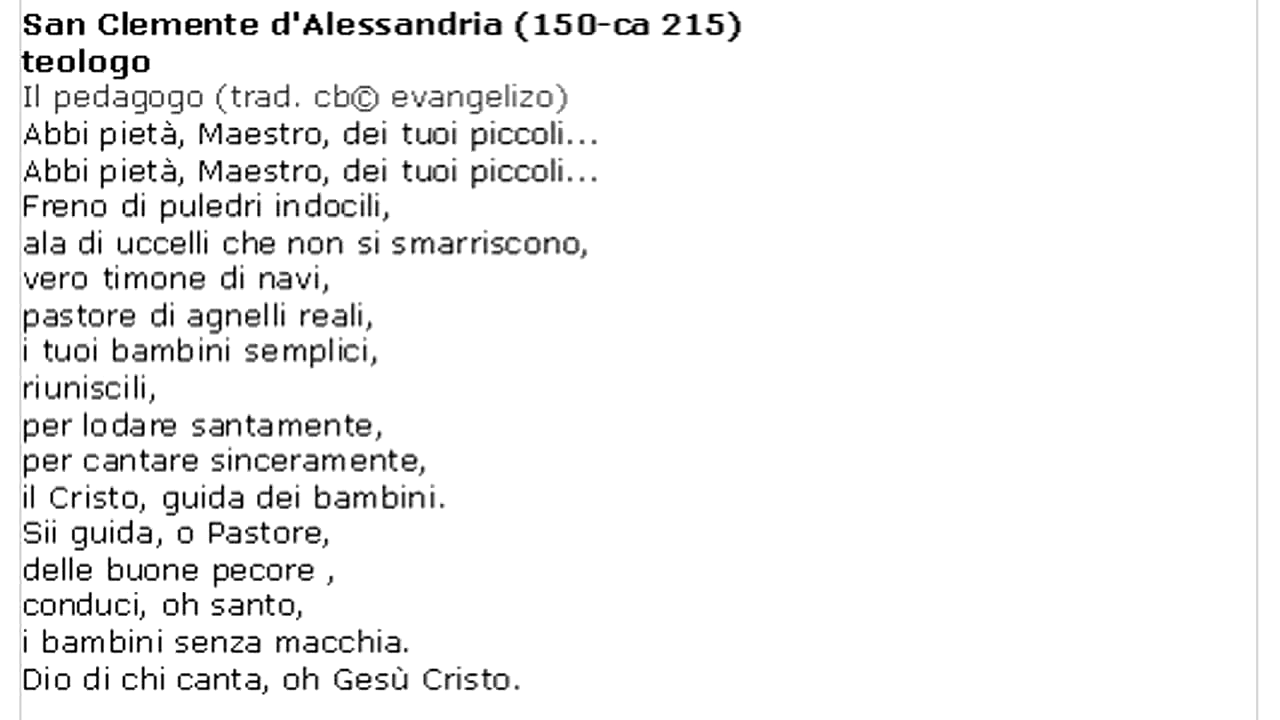 San Clemente d'Alessandria (150-ca 215)
teologo
Il pedagogo (trad. cb© evangelizo)
Abbi pietà, Maestro, dei tuoi piccoli...
Abbi pietà, Maestro, dei tuoi piccoli...
Freno di puledri indocili,
ala di uccelli che non si smarriscono,
vero timone di navi,
pastore di agnelli reali,
i tuoi bambini semplici,
riuniscili,
per lodare santamente,
per cantare sinceramente,
il Cristo, guida dei bambini.
Sii guida, o Pastore,
delle buone pecore ,
conduci, oh santo,
i bambini senza macchia.
Dio di chi canta, oh Gesù Cristo.